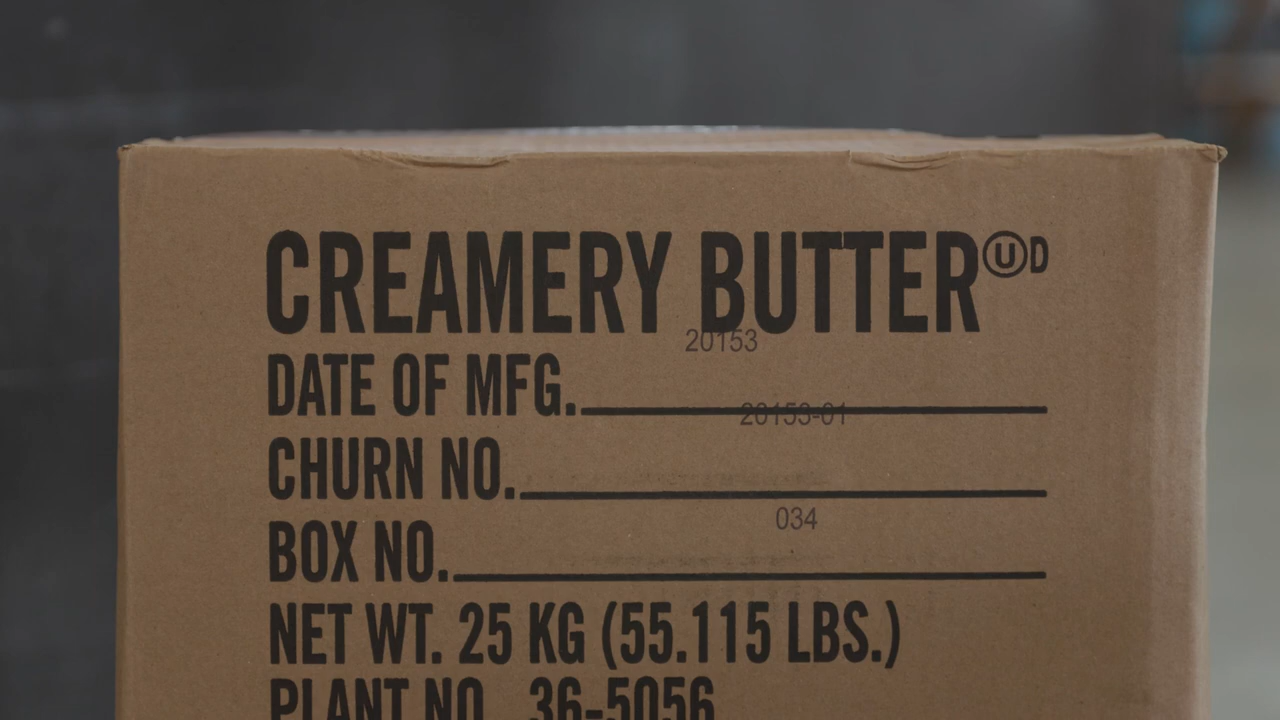 CREAMERY BUTTER Ⓤ D
20153
DATE OF MFG.
20153-01
CHURN NO.
034
BOX NO.
NET WT. 25 KG (55.115 LBS.)
PLANT NO. 36-5056